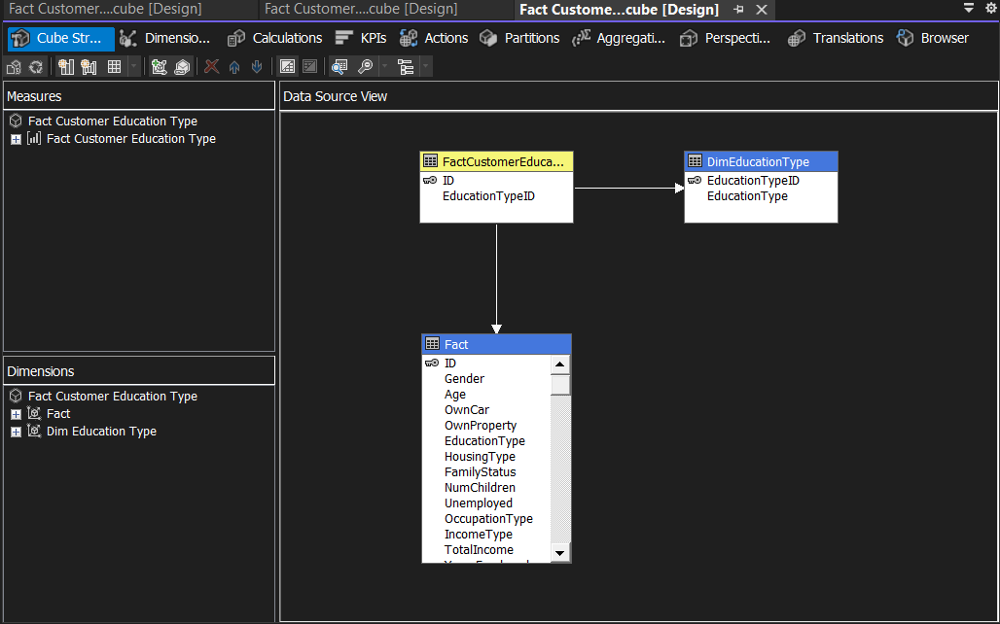 Fact Customer....cube [Design]
Fact Customer....cube [Design]
Fact Custome...cube [Design]
Cube Str...
Dimensio...
Calculations
KPIs
Actions
Partitions
Aggregati...
Perspecti...
Translations
Browser
Measures
Fact Customer Education Type
Fact Customer Education Type
Dimensions
Fact Customer Education Type
Fact
Dim Education Type
Data Source View
FactCustomerEduca...
ID
EducationTypeID
DimEducationType
EducationTypeID
EducationType
Fact
ID
Gender
Age
OwnCar
OwnProperty
EducationType
HousingType
FamilyStatus
NumChildren
Unemployed
OccupationType
IncomeType
TotalIncome